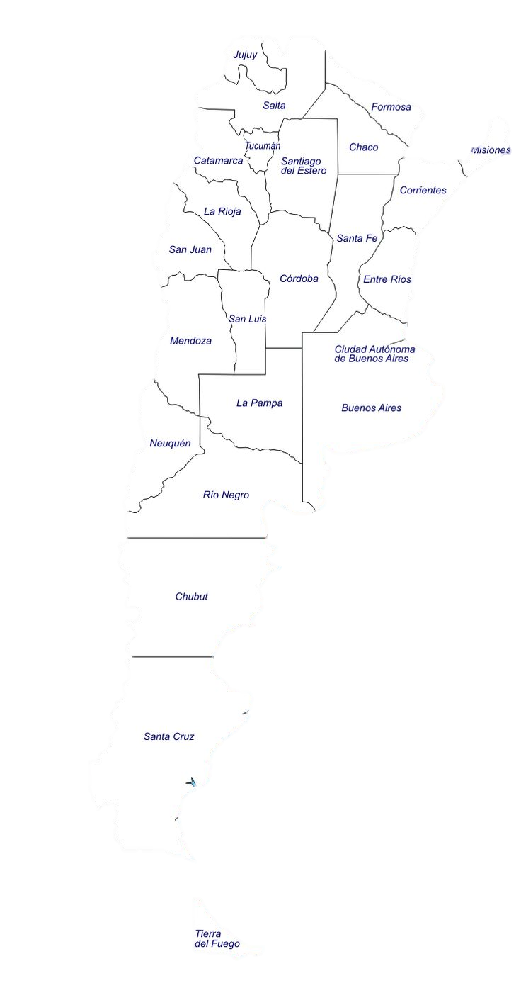 Jujuy
Salta
Formosa
Tucumán
Chaco
Misiones
Catamarca
Santiago
del Estero
Corrientes
La Rioja
Santa Fe
San Juan
Córdoba
Entre Ríos
San Luis
Mendoza
Ciudad Autónoma
de Buenos Aires
La Pampa
Buenos Aires
Neuquén
Río Negro
Chubut
Santa Cruz
Tierra
del Fuego